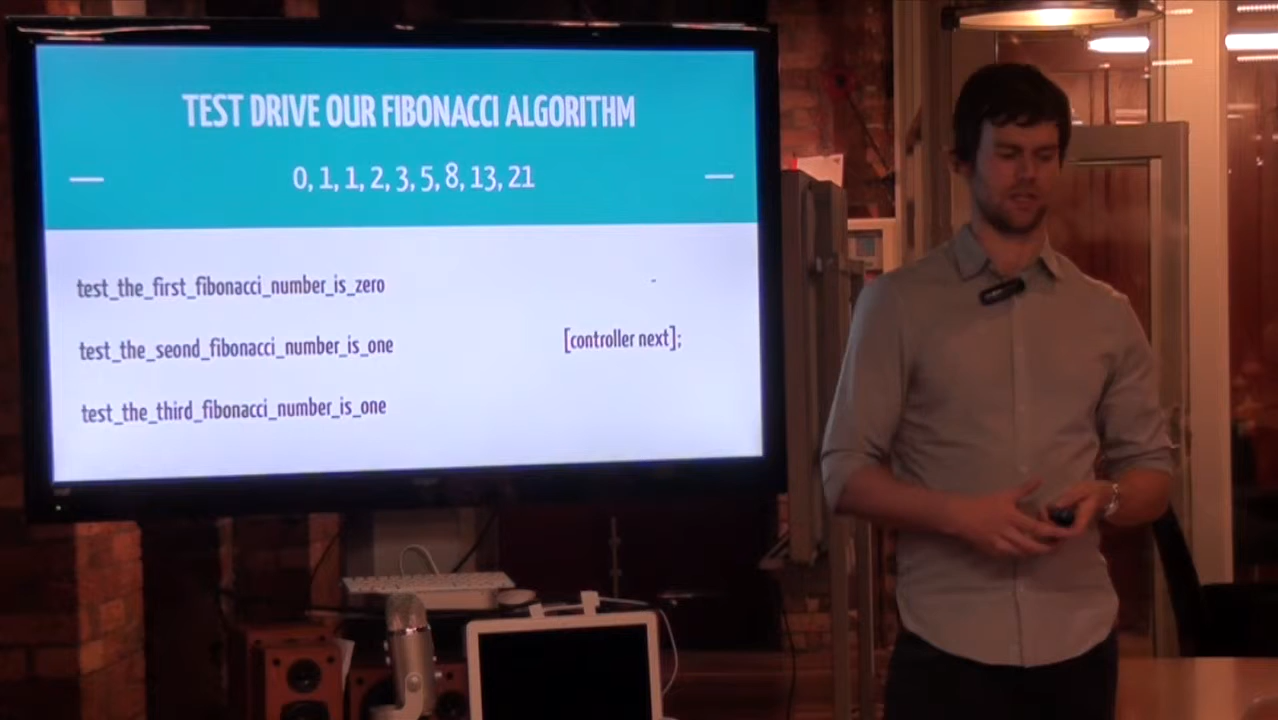 TEST DRIVE OUR FIBONACCI ALGORITHM
0, 1, 1, 2, 3, 5, 8, 13, 21
test_the_first_fibonacci_number_is_zero
-
test_the_seond_fibonacci_number_is_one
[controller next];
test_the_third_fibonacci_number_is_one